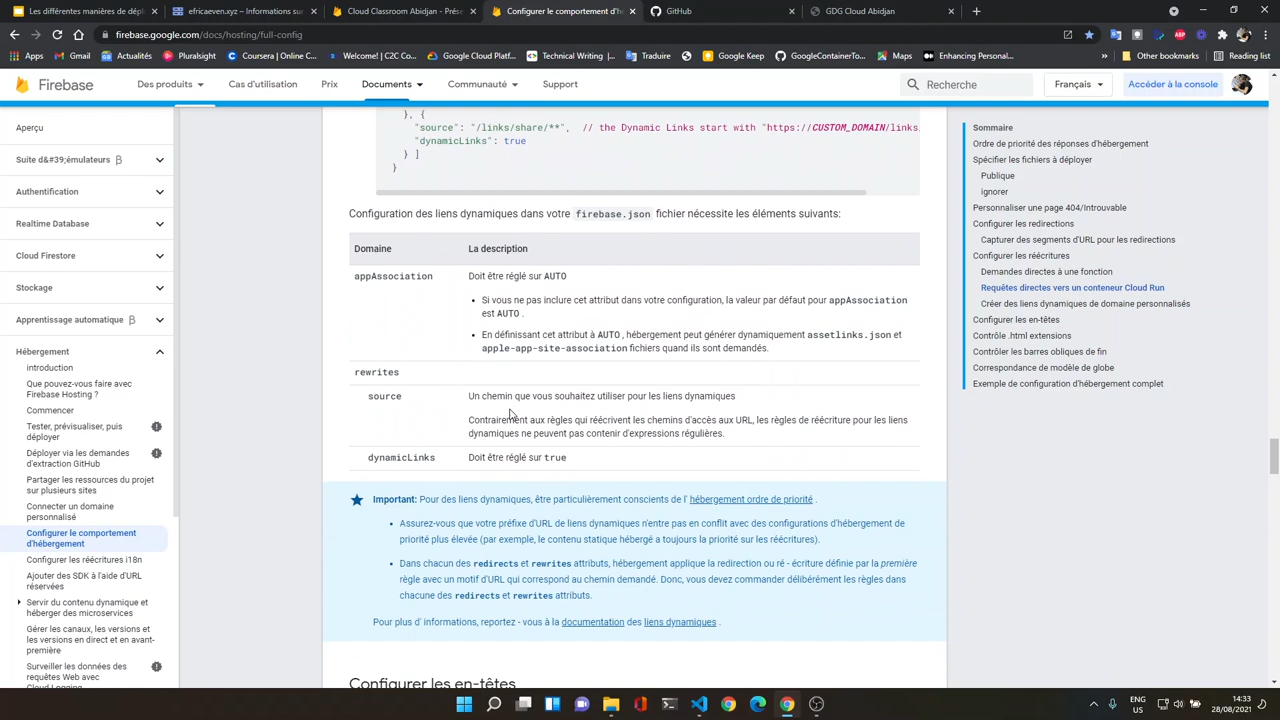 Les différentes manières de dépl
efricaeven.xyz – Informations su
Cloud Classroom Abidjan - Prése
Configurer le comportement d'hé
GitHub
GDG Cloud Abidjan
firebase.google.com/docs/hosting/full-config
Apps
Gmail
Actualités
Pluralsight
Welcome! | C2C Co...
Google Cloud Platf...
Technical Writing |...
Traduire
Google Keep
GoogleContainerTo...
Maps
Enhancing Personal...
Other bookmarks
Reading list
Firebase
Des produits
Cas d'utilisation
Prix
Documents
Communauté
Support
Recherche
Français
Accéder à la console
Aperçu
Suite d&#39;émulateurs β
Authentification
Realtime Database
Cloud Firestore
Stockage
Apprentissage automatique β
Hébergement
introduction
Que pouvez-vous faire avec
Firebase Hosting ?
Commencer
Tester, prévisualiser, puis
déployer
Déployer via les demandes
d'extraction GitHub
Partager les ressources du projet
sur plusieurs sites
Connecter un domaine
personnalisé
Configurer le comportement
d'hébergement
Configurer les réécritures i18n
Ajouter des SDK à l'aide d'URL
réservées
Servir du contenu dynamique et
héberger des microservices
Gérer les canaux, les versions et
les versions en direct et en avant-
première
Surveiller les données des
requêtes Web avec
Cloud Logging
}, {
"source": "/links/share/**", // the Dynamic Links start with "https://CUSTOM_DOMAIN/links
"dynamicLinks": true
} ]
}
Configuration des liens dynamiques dans votre firebase.json fichier nécessite les éléments suivants:
Domaine La description
appAssociation Doit être réglé sur AUTO
• Si vous ne pas inclure cet attribut dans votre configuration, la valeur par défaut pour appAssociation
est AUTO .
• En définissant cet attribut à AUTO , hébergement peut générer dynamiquement assetlinks.json et
apple-app-site-association fichiers quand ils sont demandés.
rewrites
source Un chemin que vous souhaitez utiliser pour les liens dynamiques
Contrairement aux règles qui réécrivent les chemins d'accès aux URL, les règles de réécriture pour les liens
dynamiques ne peuvent pas contenir d'expressions régulières.
dynamicLinks Doit être réglé sur true
Important: Pour des liens dynamiques, être particulièrement conscients de l' hébergement ordre de priorité .
• Assurez-vous que votre préfixe d'URL de liens dynamiques n'entre pas en conflit avec des configurations d'hébergement de
priorité plus élevée (par exemple, le contenu statique hébergé a toujours la priorité sur les réécritures).
• Dans chacun des redirects et rewrites attributs, hébergement applique la redirection ou ré - écriture définie par la première
règle avec un motif d'URL qui correspond au chemin demandé. Donc, vous devez commander délibérément les règles dans
chacune des redirects et rewrites attributs.
Pour plus d' informations, reportez - vous à la documentation des liens dynamiques .
Configurer les en-têtes
Sommaire
Ordre de priorité des réponses d'hébergement
Spécifier les fichiers à déployer
Publique
ignorer
Personnaliser une page 404/Introuvable
Configurer les redirections
Capturer des segments d'URL pour les redirections
Configurer les réécritures
Demandes directes à une fonction
Requêtes directes vers un conteneur Cloud Run
Créer des liens dynamiques de domaine personnalisés
Configurer les en-têtes
Contrôle .html extensions
Contrôler les barres obliques de fin
Correspondance de modèle de globe
Exemple de configuration d'hébergement complet
ENG
US
14:33
28/08/2021